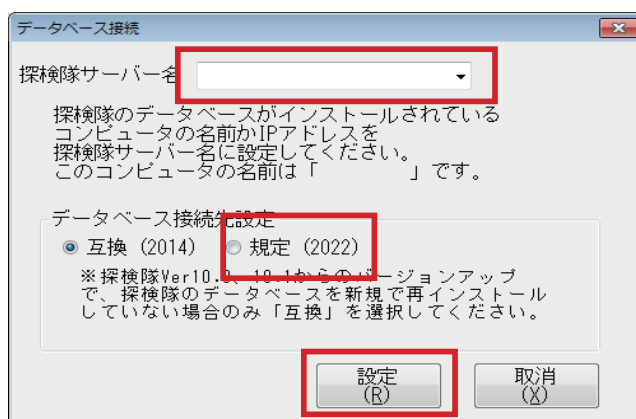 データベース接続
探検隊サーバー名
探検隊のデータベースがインストールされている
コンピュータの名前かIPアドレスを
探検隊サーバー名に設定してください。
このコンピュータの名前は「　　　　」です。
データベース接続先設定
互換（2014）　規定（2022）
※探検隊Ver10.0、10.1からのバージョンアップ
で、探検隊のデータベースを新規で再インストール
していない場合のみ「互換」を選択してください。
設定　取消
(R)　(X)